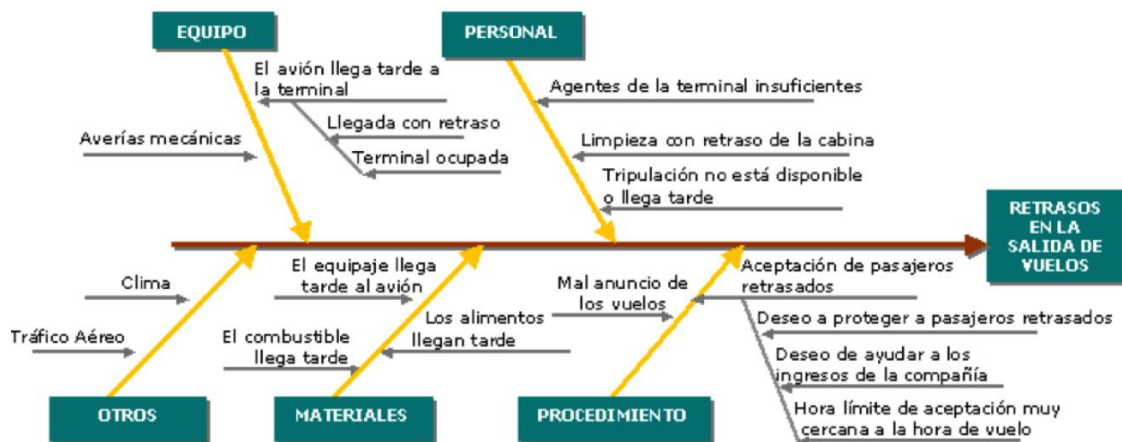 EQUIPO
PERSONAL
El avión llega tarde a
la terminal
Llegada con retraso
Terminal ocupada
Averías mecánicas
Agentes de la terminal insuficientes
Limpieza con retraso de la cabina
Tripulación no está disponible
o llega tarde
RETRASOS
EN LA
SALIDA DE
VUELOS
Clima
Tráfico Aéreo
El equipaje llega
tarde al avión
El combustible
llega tarde
Los alimentos
llegan tarde
Mal anuncio de
los vuelos
Aceptación de pasajeros
retrasados
Deseo a proteger a pasajeros retrasados
Deseo de ayudar a los
ingresos de la compañía
Hora límite de aceptación muy
cercana a la hora de vuelo
OTROS
MATERIALES
PROCEDIMIENTO